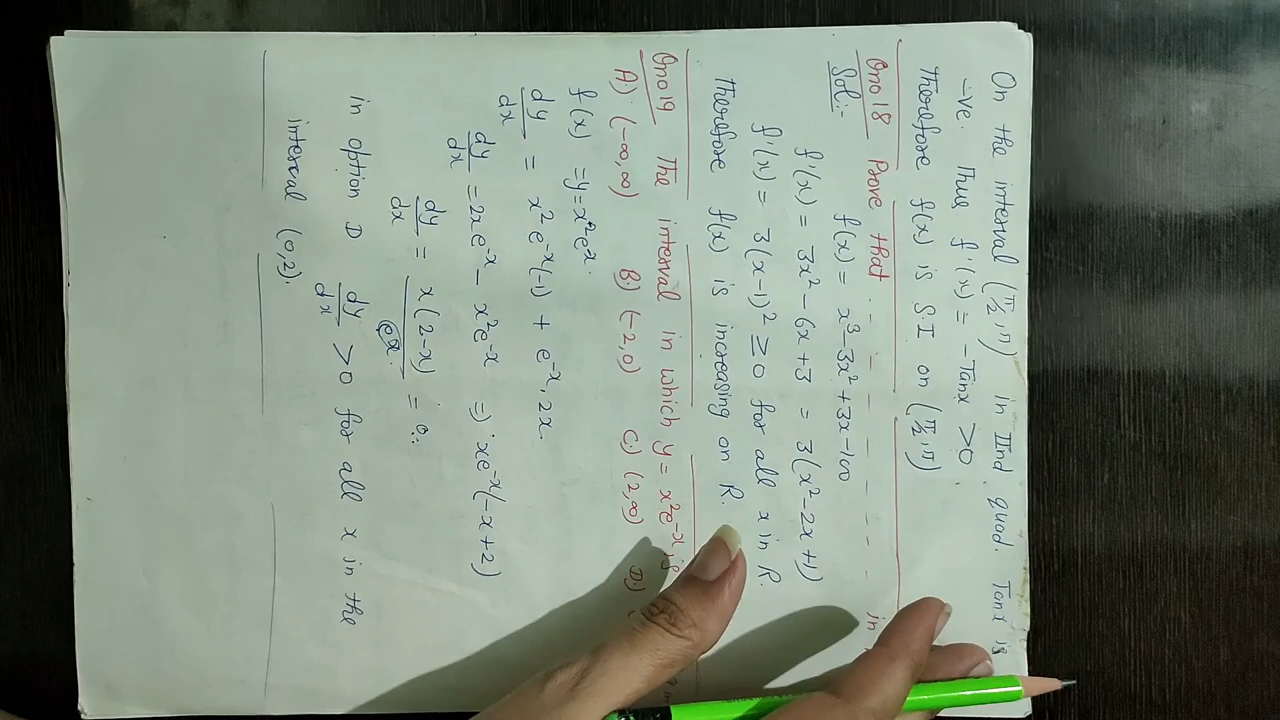 On the interval (π/2, π) in IInd quad. Tanx is
-ve. Thus f'(x) = -Tanx >0.
Therefore f(x) is SI on (π/2, π)
Qno 18 Prove that - - - - - - - in
Sol:- f(x) = x³-3x²+3x-100
f'(x) = 3x²-6x+3 = 3(x²-2x+1)
f'(x) = 3(x-1)² ≥ 0 for all x in R.
Therefore f(x) is increasing on R.
Qno 19 The interval in which y = x²e^-x is
A.) (-∞,∞) B.) (-2,0) C.) (2,∞) D.) (
f(x) = y = x²e^-x.
dy/dx = x²e^-x(-1) + e^-x.2x.
dy/dx = 2xe^-x - x²e^-x => xe^-x(-x+2)
dy/dx = x(2-x)/e^x =
in option D dy/dx >0 for all x in the
interval (0,2).